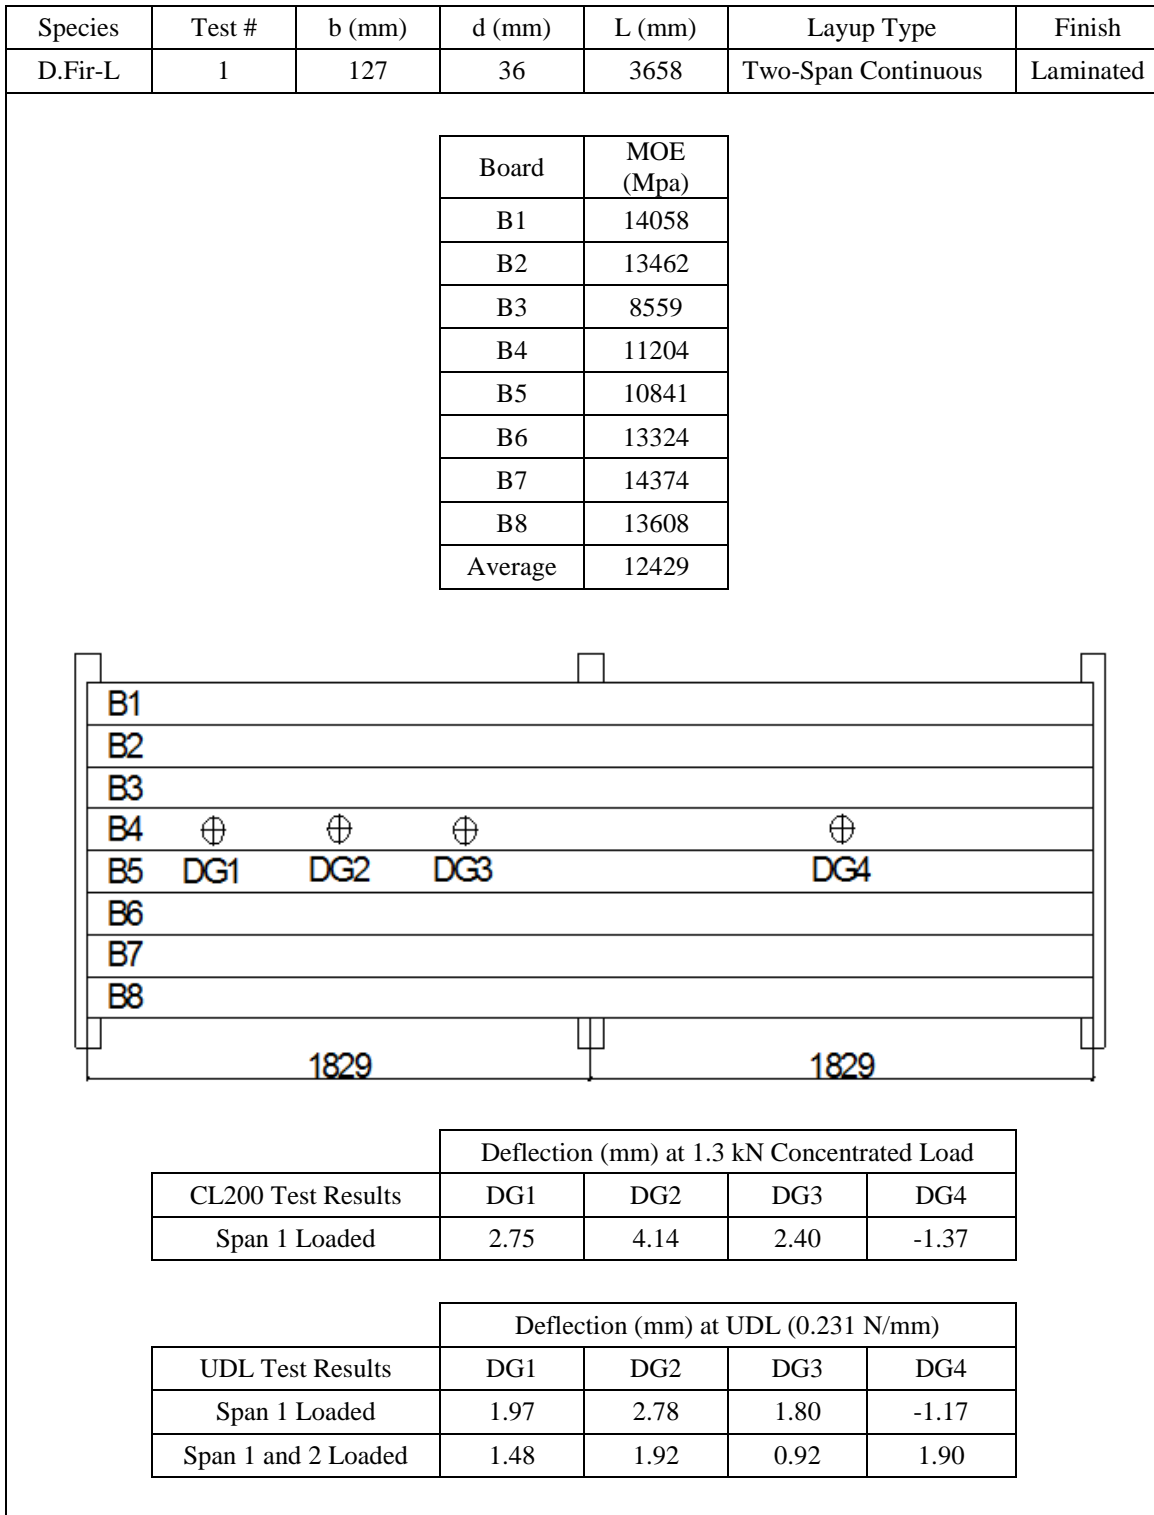 Species Test # b (mm) d (mm) L (mm) Layup Type Finish
D.Fir-L 1 127 36 3658 Two-Span Continuous Laminated
Board MOE (Mpa)
B1 14058
B2 13462
B3 8559
B4 11204
B5 10841
B6 13324
B7 14374
B8 13608
Average 12429
B1
B2
B3
B4
B5 DG1 DG2 DG3 DG4
B6
B7
B8
1829 1829
Deflection (mm) at 1.3 kN Concentrated Load
CL200 Test Results DG1 DG2 DG3 DG4
Span 1 Loaded 2.75 4.14 2.40 -1.37
Deflection (mm) at UDL (0.231 N/mm)
UDL Test Results DG1 DG2 DG3 DG4
Span 1 Loaded 1.97 2.78 1.80 -1.17
Span 1 and 2 Loaded 1.48 1.92 0.92 1.90